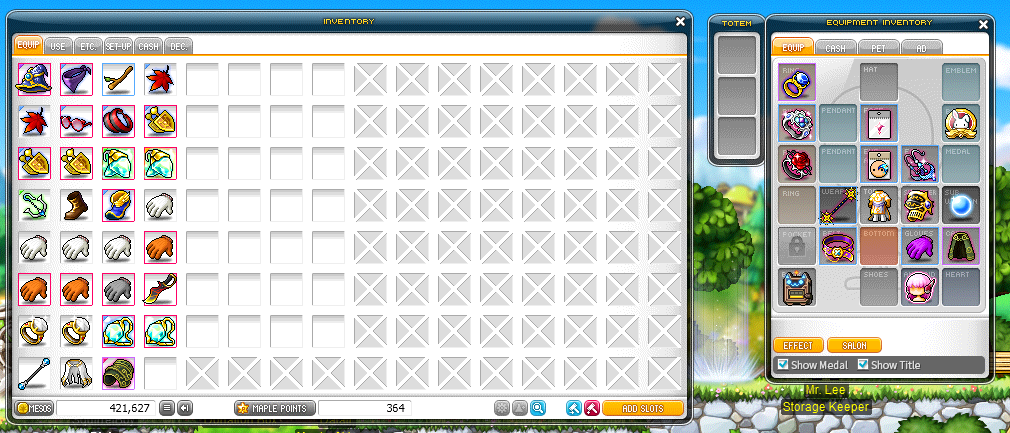 INVENTORY
EQUIP USE ETC. SET-UP CASH DEC.
MESOS 421,627 MAPLE POINTS 364 ADD SLOTS
TOTEM
EQUIPMENT INVENTORY
EQUIP CASH PET AD
RING HAT EMBLEM
PENDANT
PENDANT MEDAL
RING WEAPON
POCKET BELT BOTTOM GLOVES
SHOES HEART
EFFECT SALON
Show Medal Show Title
Mr. Lee
Storage Keeper